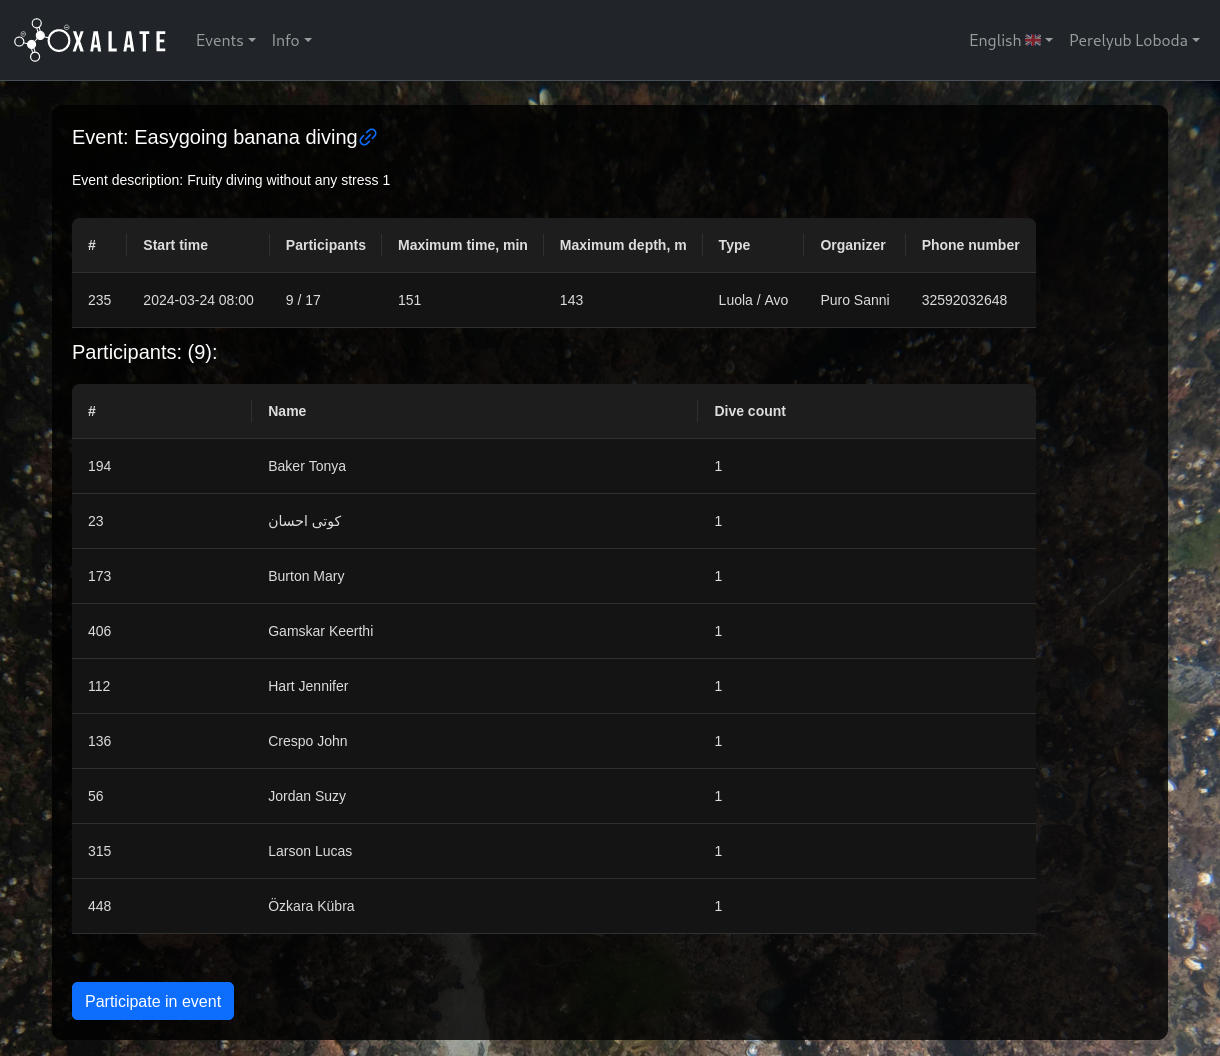 OXALATE Events Info English Perelyub Loboda
Event: Easygoing banana diving
Event description: Fruity diving without any stress 1
# Start time Participants Maximum time, min Maximum depth, m Type Organizer Phone number
235 2024-03-24 08:00 9 / 17 151 143 Luola / Avo Puro Sanni 32592032648
Participants: (9):
# Name Dive count
194 Baker Tonya 1
23 کوتی احسان 1
173 Burton Mary 1
406 Gamskar Keerthi 1
112 Hart Jennifer 1
136 Crespo John 1
56 Jordan Suzy 1
315 Larson Lucas 1
448 Özkara Kübra 1
Participate in event